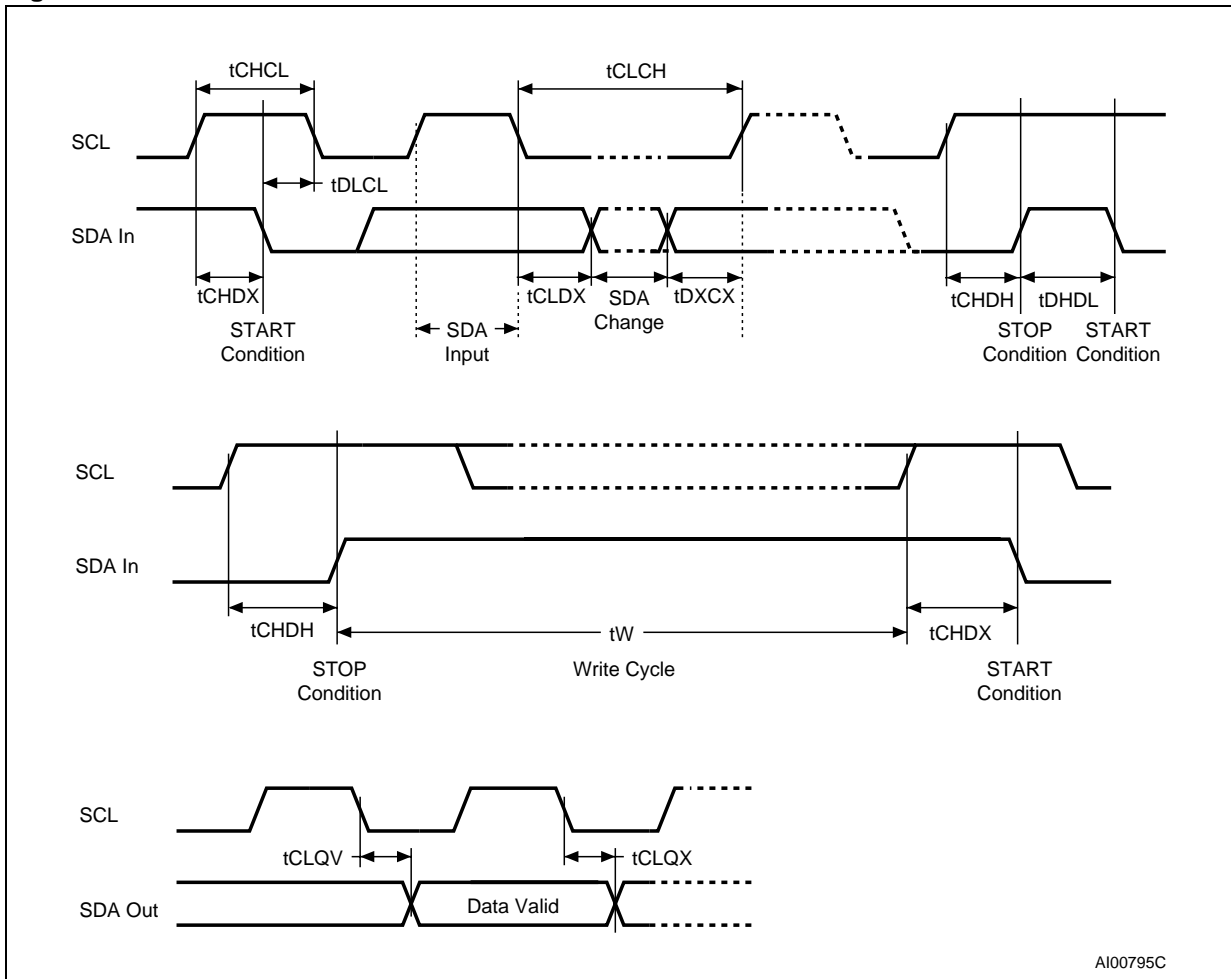 tCHCL
tCLCH
SCL
tDLCL
SDA In
tCHDX
tCLDX
SDA
Change
tDXCX
tCHDH
tDHDL
START
Condition
SDA
Input
STOP
Condition
START
Condition
SCL
SDA In
tCHDH
tW
tCHDX
STOP
Condition
Write Cycle
START
Condition
SCL
tCLQV
tCLQX
SDA Out
Data Valid
AI00795C